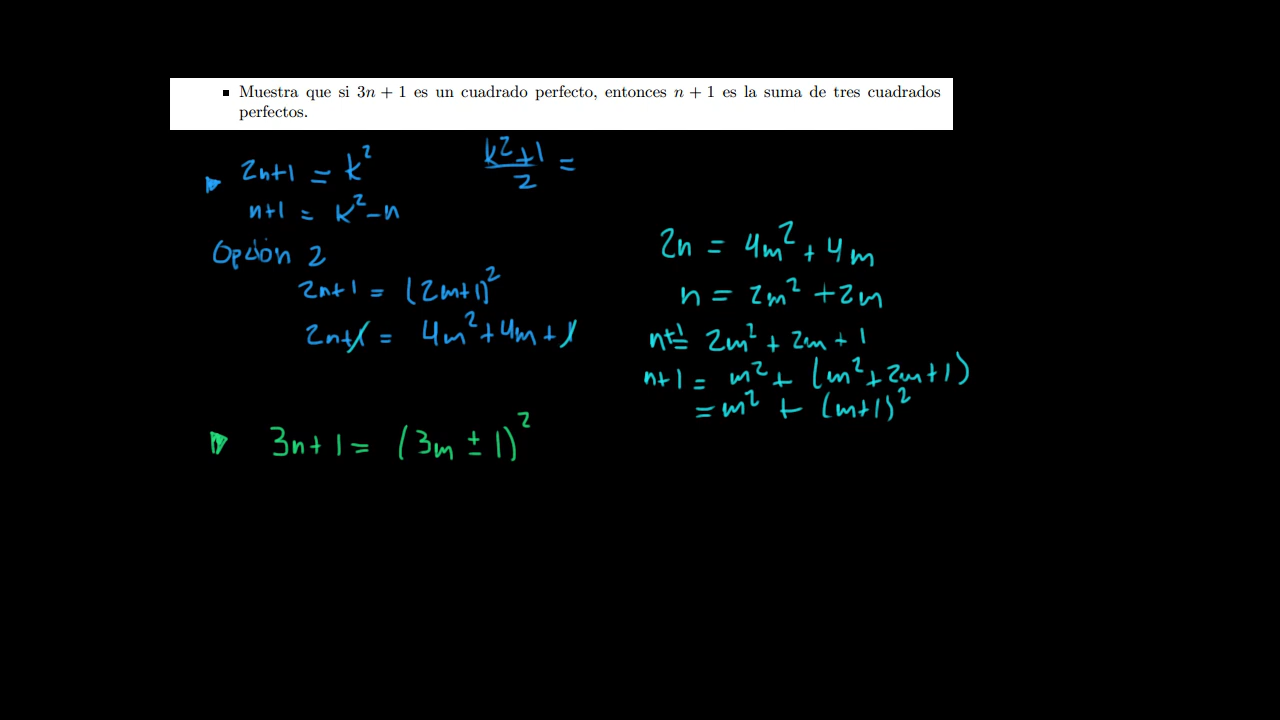 Muestra que si 3n + 1 es un cuadrado perfecto, entonces n + 1 es la suma de tres cuadrados
perfectos.
2n+1 = k²
k²+1/2 =
n+1 = k²-n
Opción 2
2n+1 = (2m+1)²
2n+1 = 4m²+4m+1
2n = 4m²+4m
n = 2m²+2m
n+1= 2m²+2m+1
n+1 = m²+(m²+2m+1)
=m²+(m+1)²
3n+1=(3m±1)²